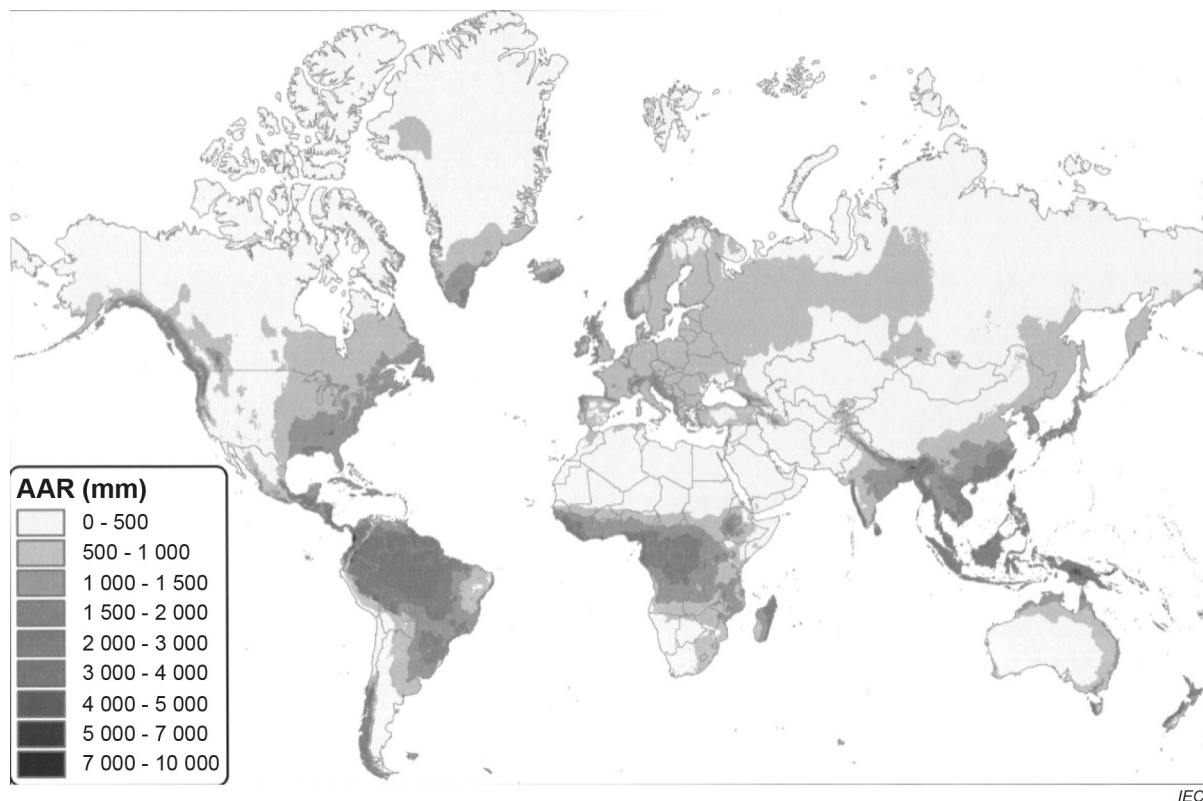 AAR (mm)
0 - 500
500 - 1 000
1 000 - 1 500
1 500 - 2 000
2 000 - 3 000
3 000 - 4 000
4 000 - 5 000
5 000 - 7 000
7 000 - 10 000
IEC